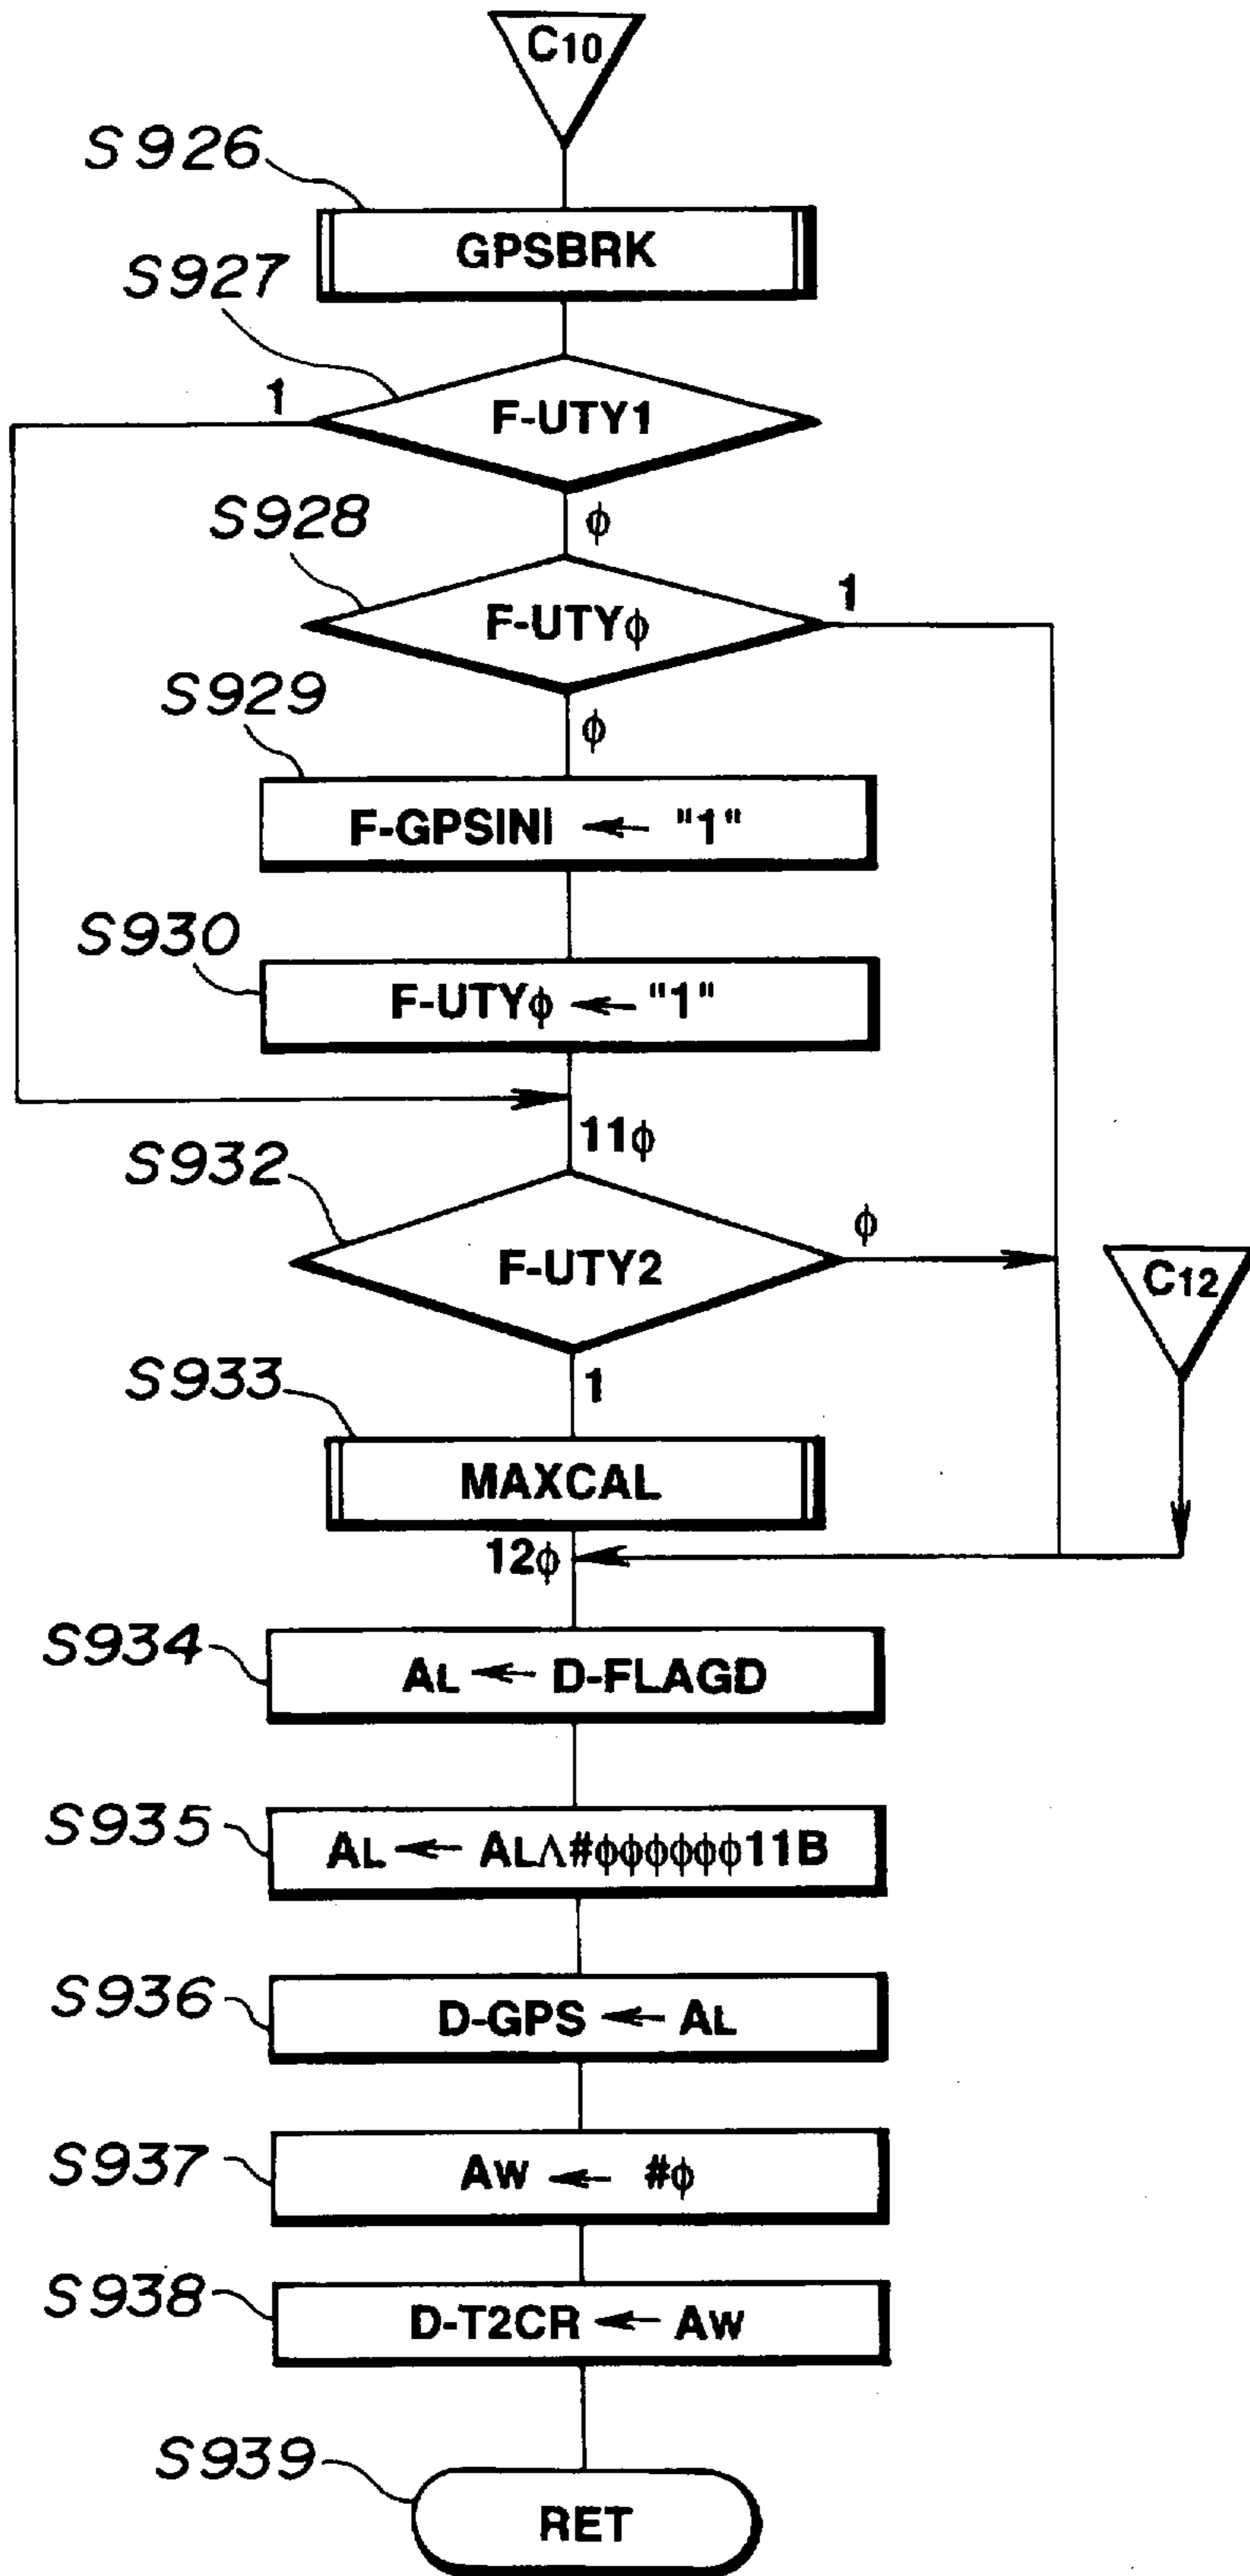 C10
S926
GPSBRK
S927
1
F-UTY1
S928
φ
1
F-UTYφ
S929
φ
F-GPSINI ← "1"
S930
F-UTYφ ← "1"
11φ
S932
φ
F-UTY2
C12
S933
1
MAXCAL
12φ
S934
AL ← D-FLAGD
S935
AL ← ALΛ#φφφφφφ11B
S936
D-GPS ← AL
S937
AW ← #φ
S938
D-T2CR ← AW
S939
RET